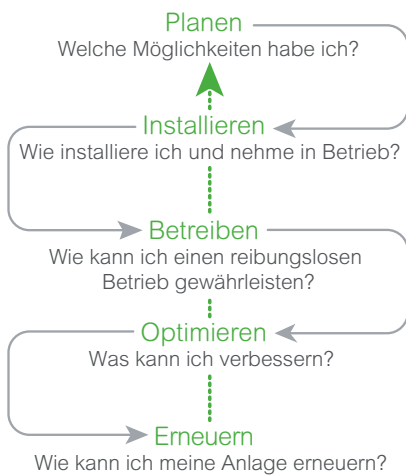 Planen
Welche Möglichkeiten habe ich?
Installieren
Wie installiere ich und nehme in Betrieb?
Betreiben
Wie kann ich einen reibungslosen
Betrieb gewährleisten?
Optimieren
Was kann ich verbessern?
Erneuern
Wie kann ich meine Anlage erneuern?